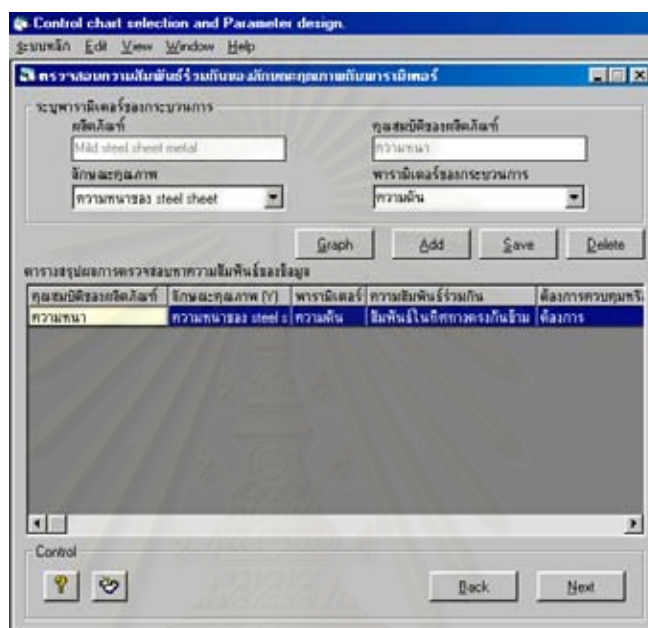 Control chart selection and Parameter design.
ระบบหลัก Edit View Window Help
ตรวจสอบความสัมพันธ์ร่วมกันของลักษณะคุณภาพกับพารามิเตอร์
ระบุพารามิเตอร์ของกระบวนการ
ผลิตภัณฑ์ คุณสมบัติของผลิตภัณฑ์
Mild steel sheet metal ความหนา
ลักษณะคุณภาพ พารามิเตอร์ของกระบวนการ
ความหนาของ steel sheet ความดัน
Graph Add Save Delete
ตารางสรุปผลการตรวจสอบหาความสัมพันธ์ของข้อมูล
คุณสมบัติของผลิตภัณฑ์ ลักษณะคุณภาพ (Y) พารามิเตอร์ ความสัมพันธ์ร่วมกัน ต้องการควบคุมหรื
ความหนา ความหนาของ steel s ความดัน สัมพันธ์ในทิศทางตรงกันข้าม ต้องการ
Control
Back Next